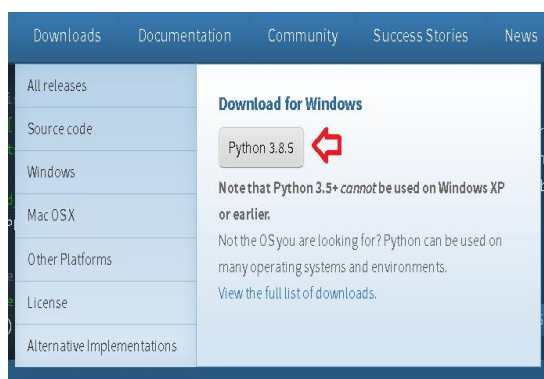 Downloads Documentation Community Success Stories News
All releases
Source code
Windows
Mac OS X
Other Platforms
License
Alternative Implementations
Download for Windows
Python 3.8.5
Note that Python 3.5+ cannot be used on Windows XP
or earlier.
Not the OS you are looking for? Python can be used on
many operating systems and environments.
View the full list of downloads.